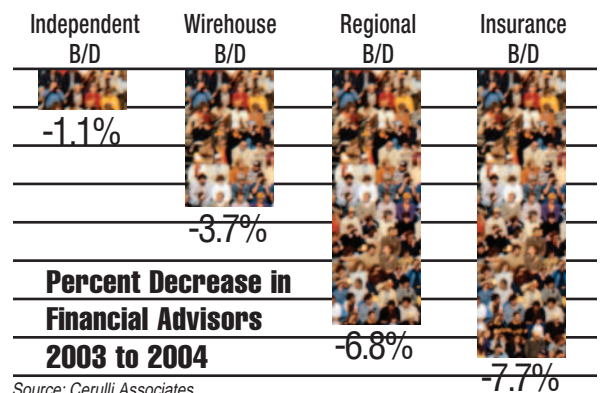 Independent B/D
Wirehouse B/D
Regional B/D
Insurance B/D
-1.1%
-3.7%
-6.8%
-7.7%
Percent Decrease in
Financial Advisors
2003 to 2004
Source: Cerulli Associates